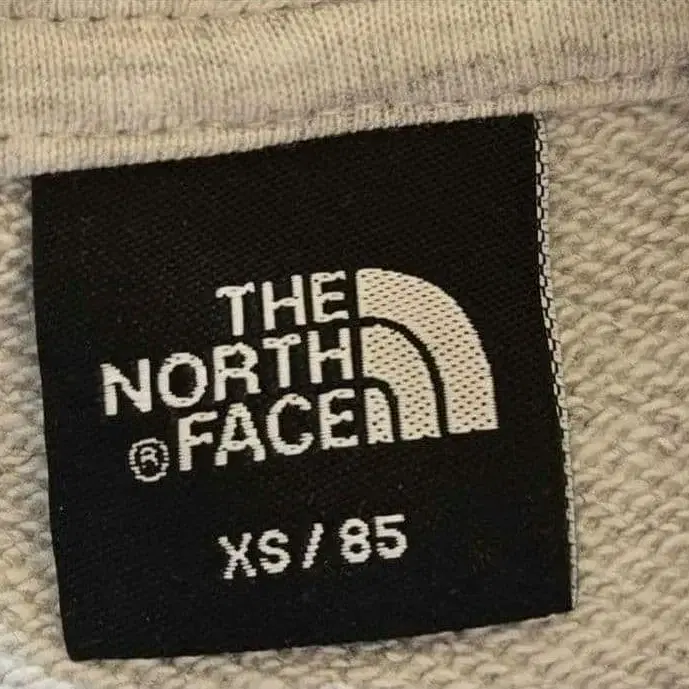 THE
NORTH
® FACE
XS / 85